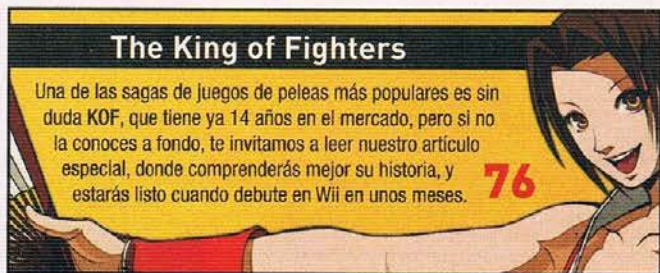 The King of Fighters
Una de las sagas de juegos de peleas más populares es sin
duda KOF, que tiene ya 14 años en el mercado, pero si no
la conoces a fondo, te invitamos a leer nuestro artículo
especial, donde comprenderás mejor su historia, y
estarás listo cuando debute en Wii en unos meses.
76